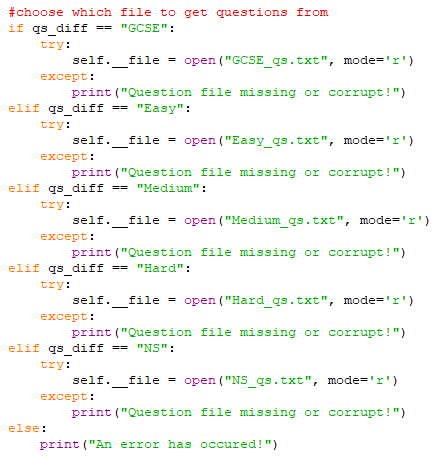 #choose which file to get questions from
if qs_diff == "GCSE":
    try:
        self.__file = open("GCSE_qs.txt", mode='r')
    except:
        print("Question file missing or corrupt!")
elif qs_diff == "Easy":
    try:
        self.__file = open("Easy_qs.txt", mode='r')
    except:
        print("Question file missing or corrupt!")
elif qs_diff == "Medium":
    try:
        self.__file = open("Medium_qs.txt", mode='r')
    except:
        print("Question file missing or corrupt!")
elif qs_diff == "Hard":
    try:
        self.__file = open("Hard_qs.txt", mode='r')
    except:
        print("Question file missing or corrupt!")
elif qs_diff == "NS":
    try:
        self.__file = open("NS_qs.txt", mode='r')
    except:
        print("Question file missing or corrupt!")
else:
    print("An error has occured!")